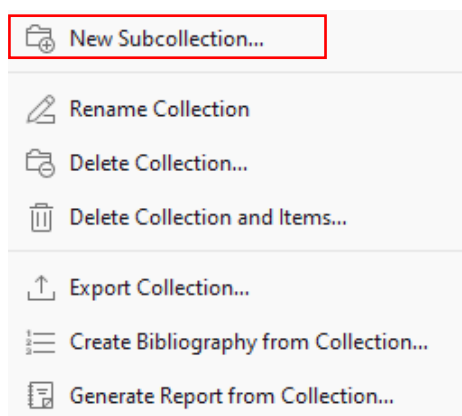 New Subcollection...
Rename Collection
Delete Collection...
Delete Collection and Items...
Export Collection...
Create Bibliography from Collection...
Generate Report from Collection...